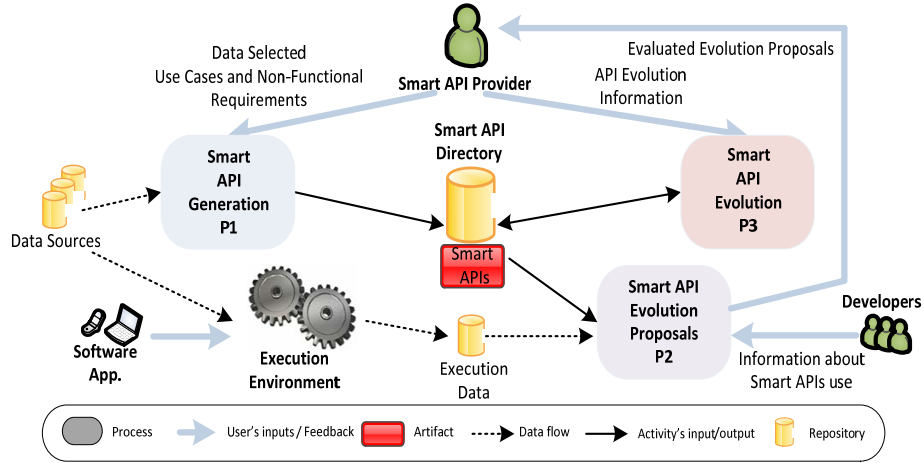 Data Selected
Use Cases and Non-Functional
Requirements
Smart API Provider
Evaluated Evolution Proposals
API Evolution
Information
Smart
API
Generation
P1
Smart API
Directory
Smart
APIs
Smart
API
Evolution
P3
Data Sources
Software
App.
Execution
Environment
Execution
Data
Smart API
Evolution
Proposals
P2
Developers
Information about
Smart APIs use
Process
User's inputs / Feedback
Artifact
Data flow
Activity's input/output
Repository